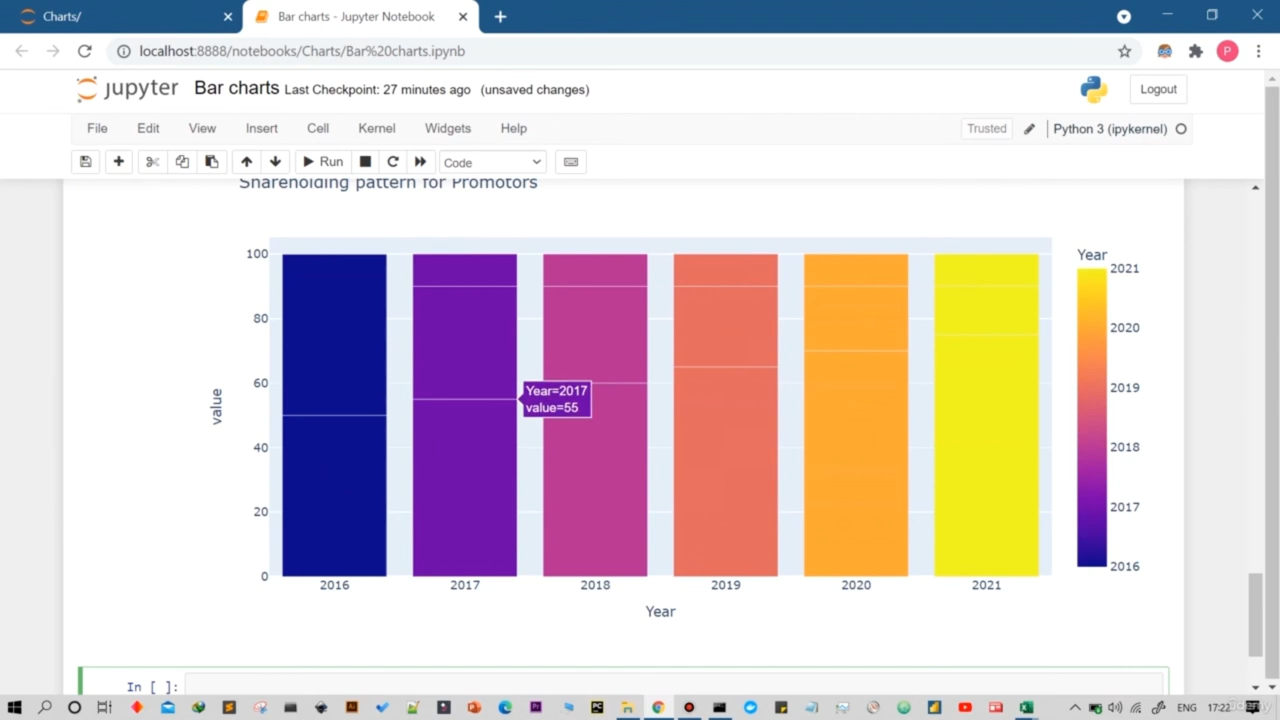 Charts/
Bar charts - Jupyter Notebook
localhost:8888/notebooks/Charts/Bar%20charts.ipynb
P
jupyter Bar charts Last Checkpoint: 27 minutes ago (unsaved changes)
Logout
File Edit View Insert Cell Kernel Widgets Help
Trusted Python 3 (ipykernel)
Run Code
Shareholding pattern for Promotors
100
80
60
40
20
0
value
Year=2017
value=55
2016 2017 2018 2019 2020 2021
Year
Year
2021
2020
2019
2018
2017
2016
In [ ]:
ENG 17:22
Udemy